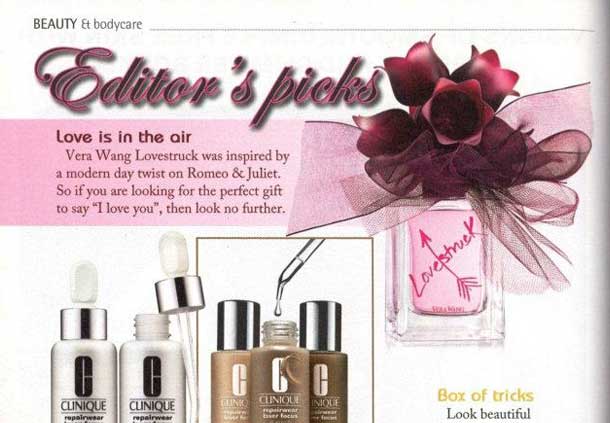 BEAUTY & bodycare
Editor's picks
Love is in the air
Vera Wang Lovestruck was inspired by
a modern day twist on Romeo & Juliet.
So if you are looking for the perfect gift
to say “I love you”, then look no further.
Lovestruck
VERA WANG
CLINIQUE
repairwear
CLINIQUE
repairwear
CLINIQUE
repairwear
laser focus
CLINIQUE
repairwear
laser focus
CLINIQUE
repairwear
laser focus
Box of tricks
Look beautiful